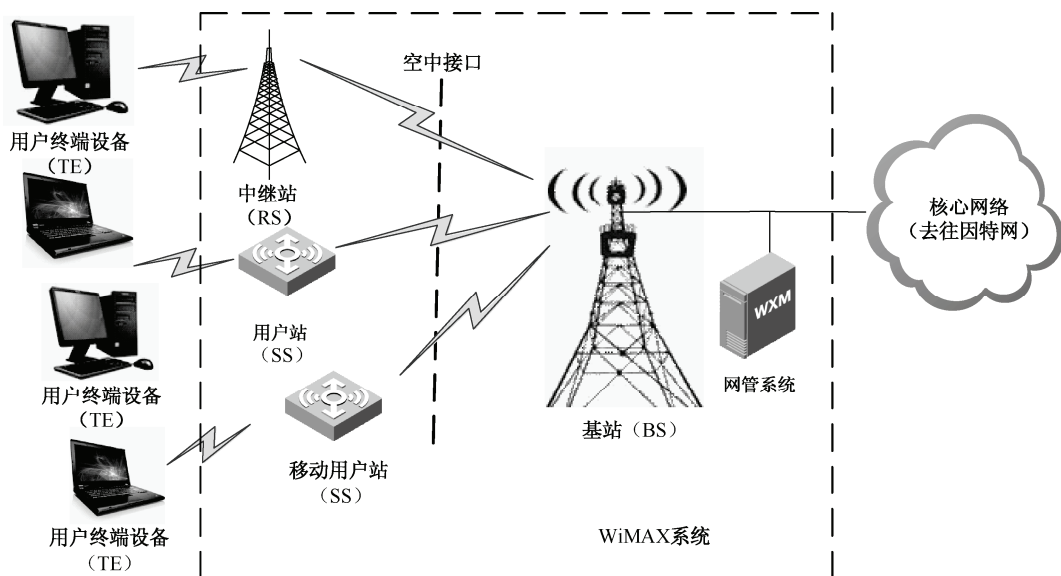 空中接口
用户终端设备
（TE）
中继站
（RS）
核心网络
（去往因特网）
WXM
用户站
（SS）
网管系统
用户终端设备
（TE）
基站（BS）
移动用户站
（SS）
用户终端设备
（TE）
WiMAX系统